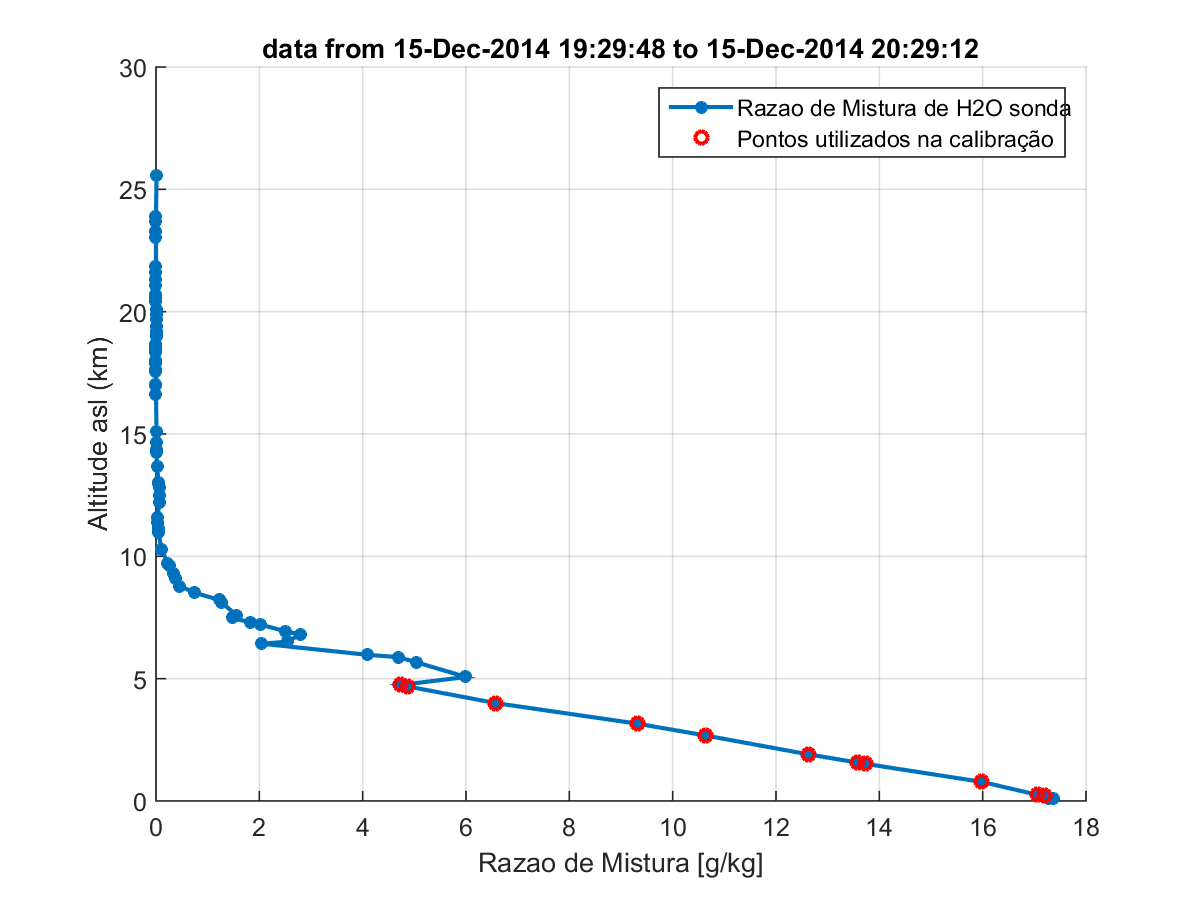 data from 15-Dec-2014 19:29:48 to 15-Dec-2014 20:29:12
Razao de Mistura de H2O sonda
Pontos utilizados na calibração
30
25
20
15
10
5
0
Altitude asl (km)
0 2 4 6 8 10 12 14 16 18
Razao de Mistura [g/kg]